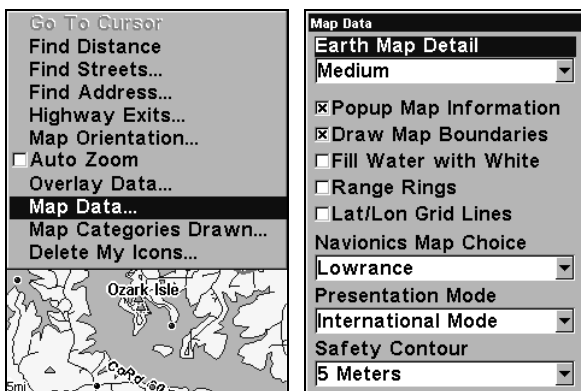 Go To Cursor
Find Distance
Find Streets...
Find Address...
Highway Exits...
Map Orientation...
Auto Zoom
Overlay Data...
Map Data...
Map Categories Drawn...
Delete My Icons...
Ozark-Isle
CoRd-60
5mi
Map Data
Earth Map Detail
Medium
Popup Map Information
Draw Map Boundaries
Fill Water with White
Range Rings
Lat/Lon Grid Lines
Navionics Map Choice
Lowrance
Presentation Mode
International Mode
Safety Contour
5 Meters